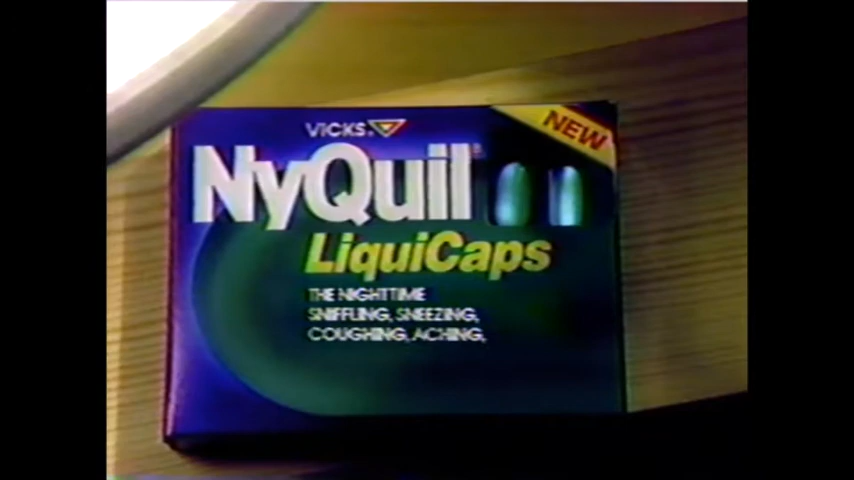 VICKS®
NEW
NyQuil®
LiquiCaps
THE NIGHTTIME
SNIFFLING, SNEEZING,
COUGHING, ACHING,